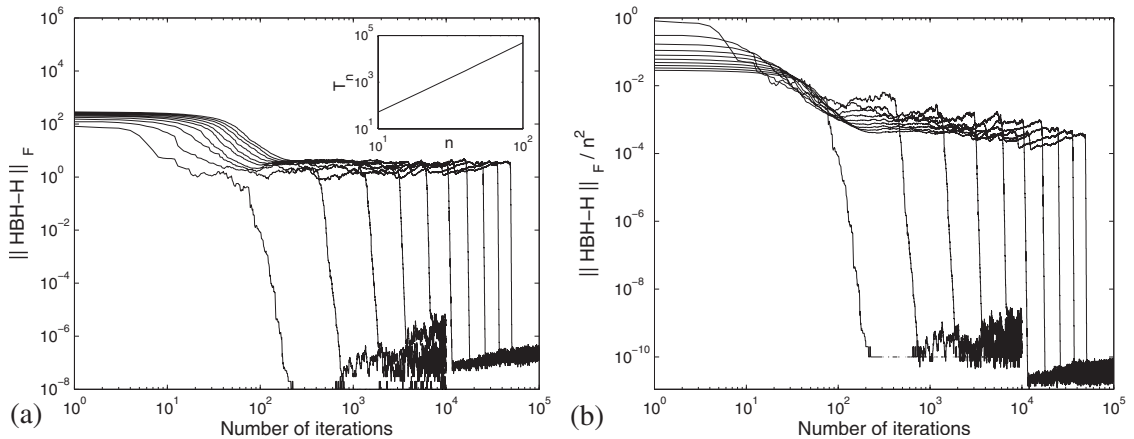 10^6
10^4
10^2
10^0
10^-2
10^-4
10^-6
10^-8
|| HBH−H || _F
10^0 10^1 10^2 10^3 10^4 10^5
Number of iterations
(a)
10^5
10^3
10^1
T_n
10^1 n 10^2
10^0
10^-2
10^-4
10^-6
10^-8
10^-10
|| HBH−H || _F / n^2
10^0 10^1 10^2 10^3 10^4 10^5
Number of iterations
(b)